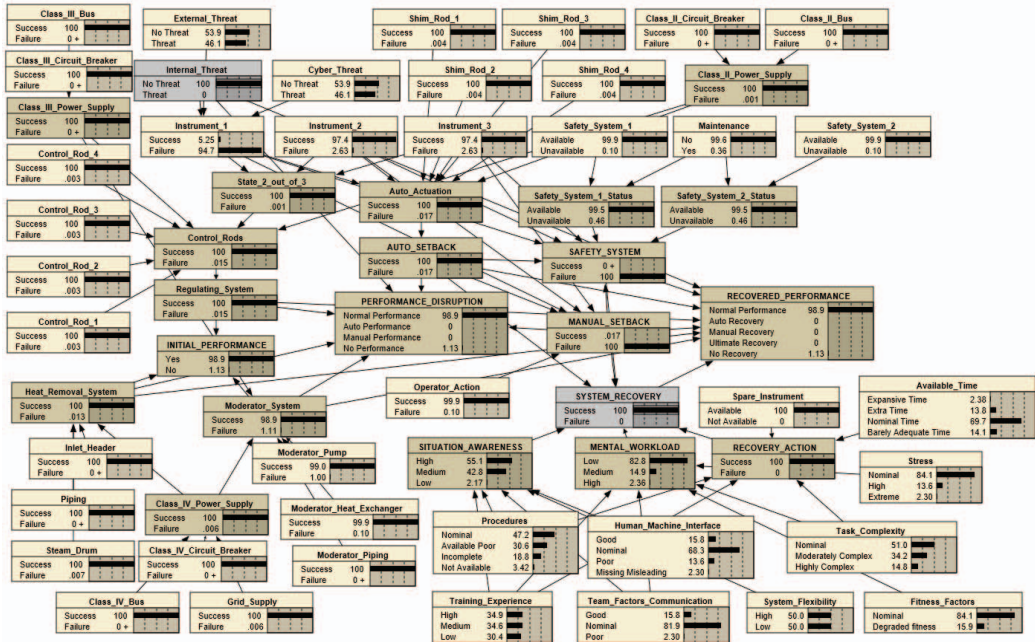 Class_III_Bus
Success 100
Failure 0 +
External_Threat
No Threat 53.9
Threat 46.1
Shim_Rod_1
Success 100
Failure .004
Shim_Rod_3
Success 100
Failure .004
Class_II_Circuit_Breaker
Success 100
Failure 0 +
Class_II_Bus
Success 100
Failure 0 +
Class_III_Circuit_Breaker
Success 100
Failure 0 +
Internal_Threat
No Threat 100
Threat 0
Cyber_Threat
No Threat 53.9
Threat 46.1
Shim_Rod_2
Success 100
Failure .004
Shim_Rod_4
Success 100
Failure .004
Class_II_Power_Supply
Success 100
Failure .001
Class_III_Power_Supply
Success 100
Failure 0 +
Instrument_1
Success 5.25
Failure 94.7
Instrument_2
Success 97.4
Failure 2.63
Instrument_3
Success 97.4
Failure 2.63
Safety_System_1
Available 99.9
Unavailable 0.10
Maintenance
No 99.6
Yes 0.36
Safety_System_2
Available 99.9
Unavailable 0.10
Control_Rod_4
Success 100
Failure .003
State_2_out_of_3
Success 100
Failure .001
Auto_Actuation
Success 100
Failure .017
Safety_System_1_Status
Available 99.5
Unavailable 0.46
Safety_System_2_Status
Available 99.5
Unavailable 0.46
Control_Rod_3
Success 100
Failure .003
Control_Rods
Success 100
Failure .015
AUTO_SETBACK
Success 100
Failure .017
SAFETY_SYSTEM
Success 0 +
Failure 100
Control_Rod_2
Success 100
Failure .003
Regulating_System
Success 100
Failure .015
PERFORMANCE_DISRUPTION
Normal Performance 98.9
Auto Performance 0
Manual Performance 0
No Performance 1.13
RECOVERED_PERFORMANCE
Normal Performance 98.9
Auto Recovery 0
Manual Recovery 0
Ultimate Recovery 0
No Recovery 1.13
Control_Rod_1
Success 100
Failure .003
INITIAL_PERFORMANCE
Yes 98.9
No 1.13
MANUAL_SETBACK
Success .017
Failure 100
Heat_Removal_System
Success 100
Failure .013
Moderator_System
Success 98.9
Failure 1.11
Operator_Action
Success 99.9
Failure 0.10
SYSTEM_RECOVERY
Success 100
Failure 0
Spare_Instrument
Available 100
Not Available 0
Available_Time
Expansive Time 2.38
Extra Time 13.8
Nominal Time 69.7
Barely Adequate Time 14.1
Inlet_Header
Success 100
Failure 0 +
Moderator_Pump
Success 99.0
Failure 1.00
SITUATION_AWARENESS
High 55.1
Medium 42.8
Low 2.17
MENTAL_WORKLOAD
Low 82.8
Medium 14.9
High 2.36
RECOVERY_ACTION
Success 100
Failure 0
Stress
Nominal 84.1
High 13.6
Extreme 2.30
Piping
Success 100
Failure 0 +
Class_IV_Power_Supply
Success 100
Failure .006
Moderator_Heat_Exchanger
Success 99.9
Failure 0.10
Procedures
Nominal 47.2
Available Poor 30.6
Incomplete 18.8
Not Available 3.42
Human_Machine_Interface
Good 15.8
Nominal 68.3
Poor 13.6
Missing Misleading 2.30
Task_Complexity
Nominal 51.0
Moderately Complex 34.2
Highly Complex 14.8
Steam_Drum
Success 100
Failure .007
Class_IV_Circuit_Breaker
Success 100
Failure 0 +
Moderator_Piping
Success 100
Failure 0 +
Class_IV_Bus
Success 100
Failure 0 +
Grid_Supply
Success 100
Failure .006
Training_Experience
High 34.9
Medium 34.6
Low 30.4
Team_Factors_Communication
Good 15.8
Nominal 81.9
Poor 2.30
System_Flexibility
High 50.0
Low 50.0
Fitness_Factors
Nominal 84.1
Degraded fitness 15.9